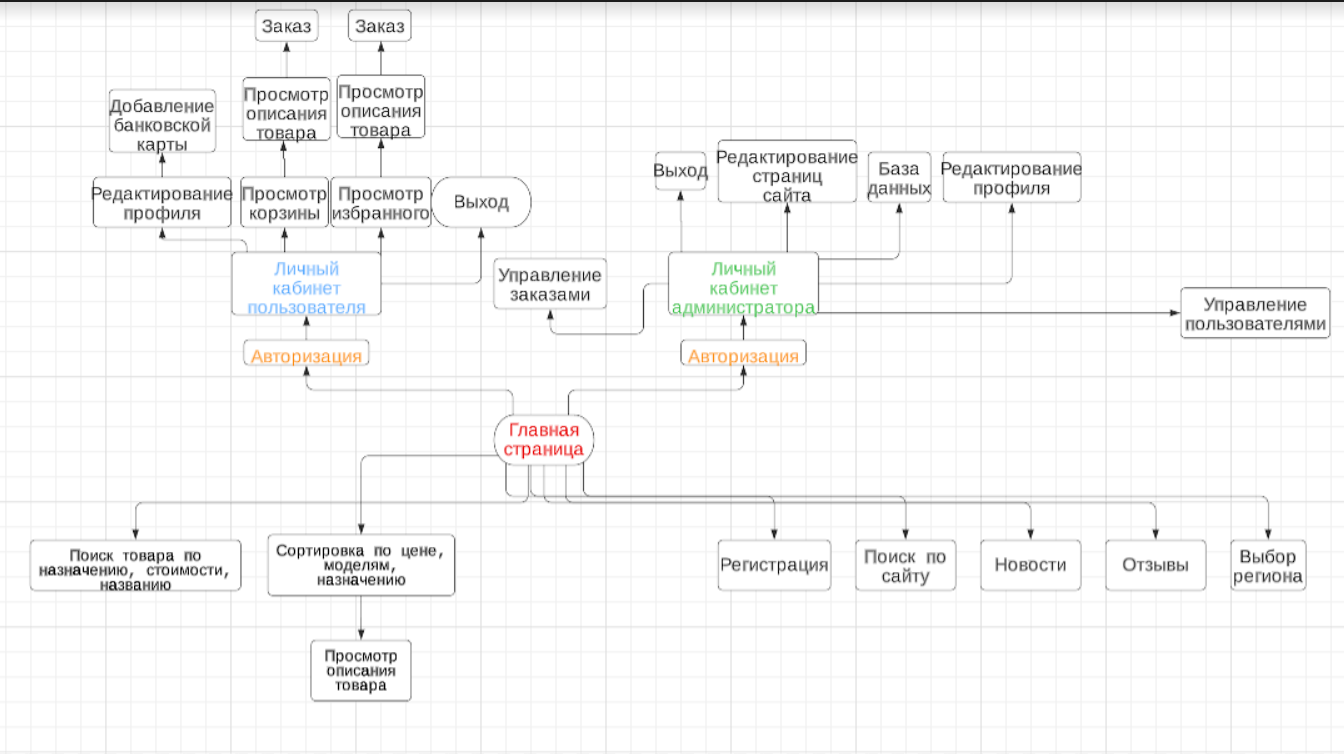 Заказ
Заказ
Добавление
банковской
карты
Просмотр
описания
товара
Просмотр
описания
товара
Редактирование
профиля
Просмотр
корзины
Просмотр
избранного
Выход
Выход
Редактирование
страниц
сайта
База
данных
Редактирование
профиля
Личный
кабинет
пользователя
Управление
заказами
Личный
кабинет
администратора
Управление
пользователями
Авторизация
Авторизация
Главная
страница
Поиск товара по
назначению, стоимости,
названию
Сортировка по цене,
моделям,
назначению
Регистрация
Поиск по
сайту
Новости
Отзывы
Выбор
региона
Просмотр
описания
товара